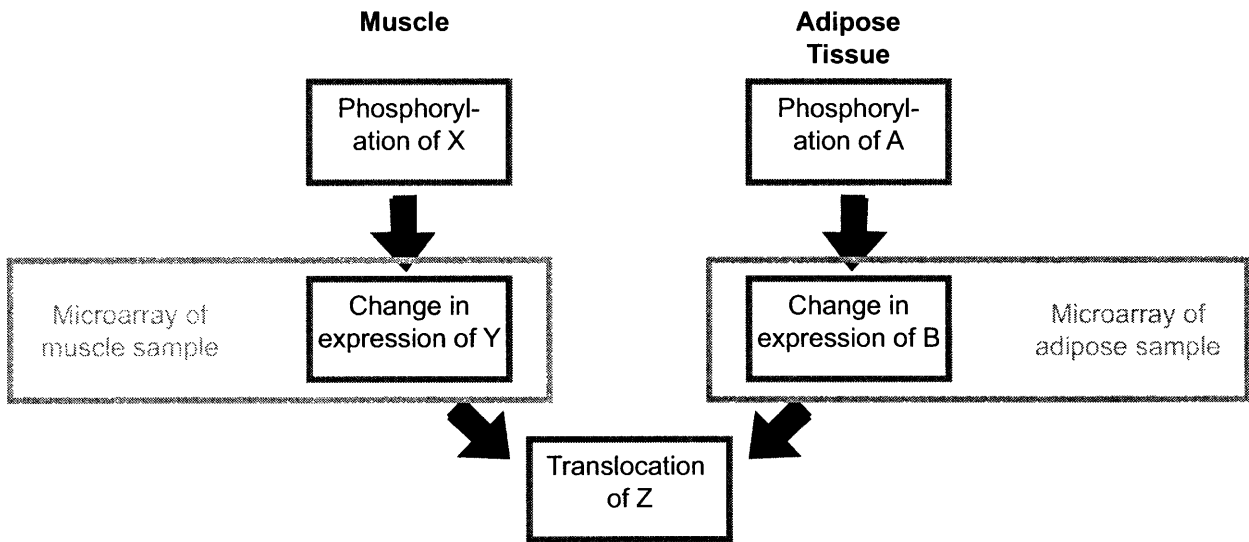 Muscle
Adipose
Tissue
Phosphoryl-
ation of X
Phosphoryl-
ation of A
Microarray of
muscle sample
Change in
expression of Y
Change in
expression of B
Microarray of
adipose sample
Translocation
of Z